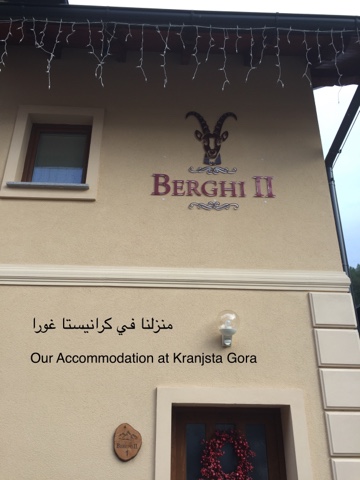 BERGHI II
منزلنا في كرانيستا غورا
Our Accommodation at Kranjsta Gora